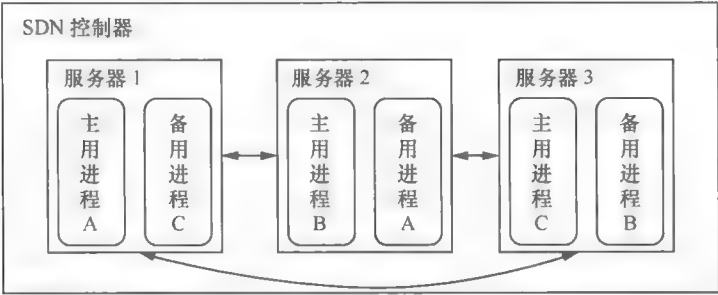 SDN 控制器
服务器 1
主用进程 A
备用进程 C
服务器 2
主用进程 B
备用进程 A
服务器 3
主用进程 C
备用进程 B